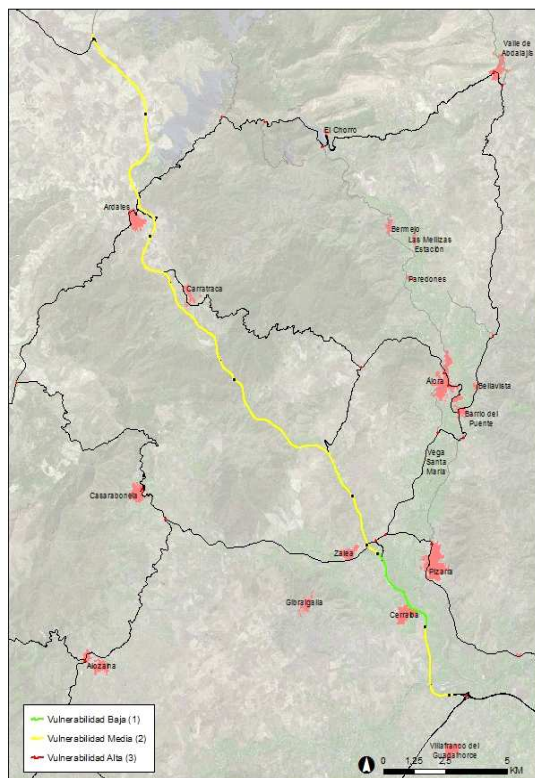 Valle de
Abdalajís
El Chorro
Ardales
Bermejo
Las Mellizas
Estación
Paredones
Carratraca
Álora
Bellavista
Barrio del
Puente
Vega
Santa
María
Casarabonela
Zalea
Pizarra
Gibralgalia
Cerralba
Alozaina
Vulnerabilidad Baja (1)
Vulnerabilidad Media (2)
Vulnerabilidad Alta (3)
Villafranco del
Guadalhorce
0 1,25 2,5 5
KM